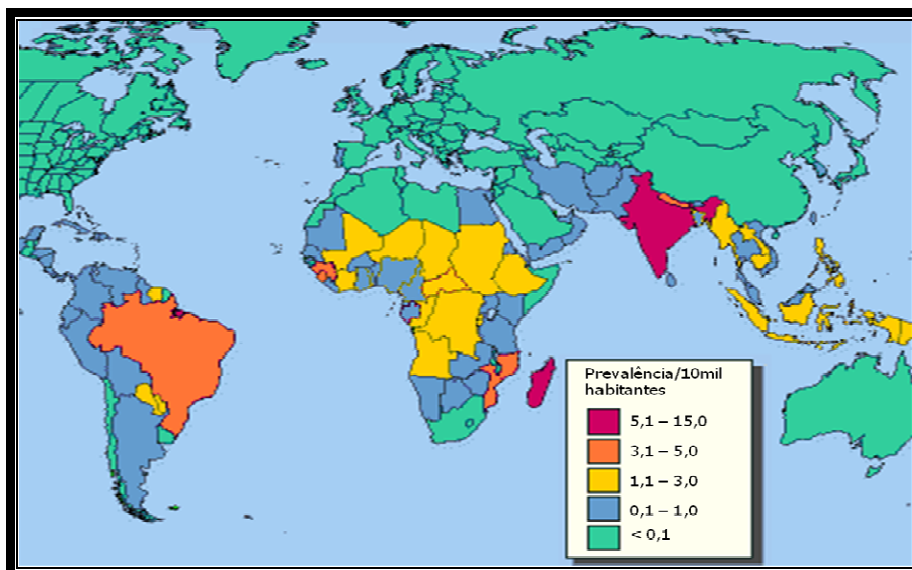 Prevalência/10mil
habitantes
5,1 – 15,0
3,1 – 5,0
1,1 – 3,0
0,1 – 1,0
< 0,1